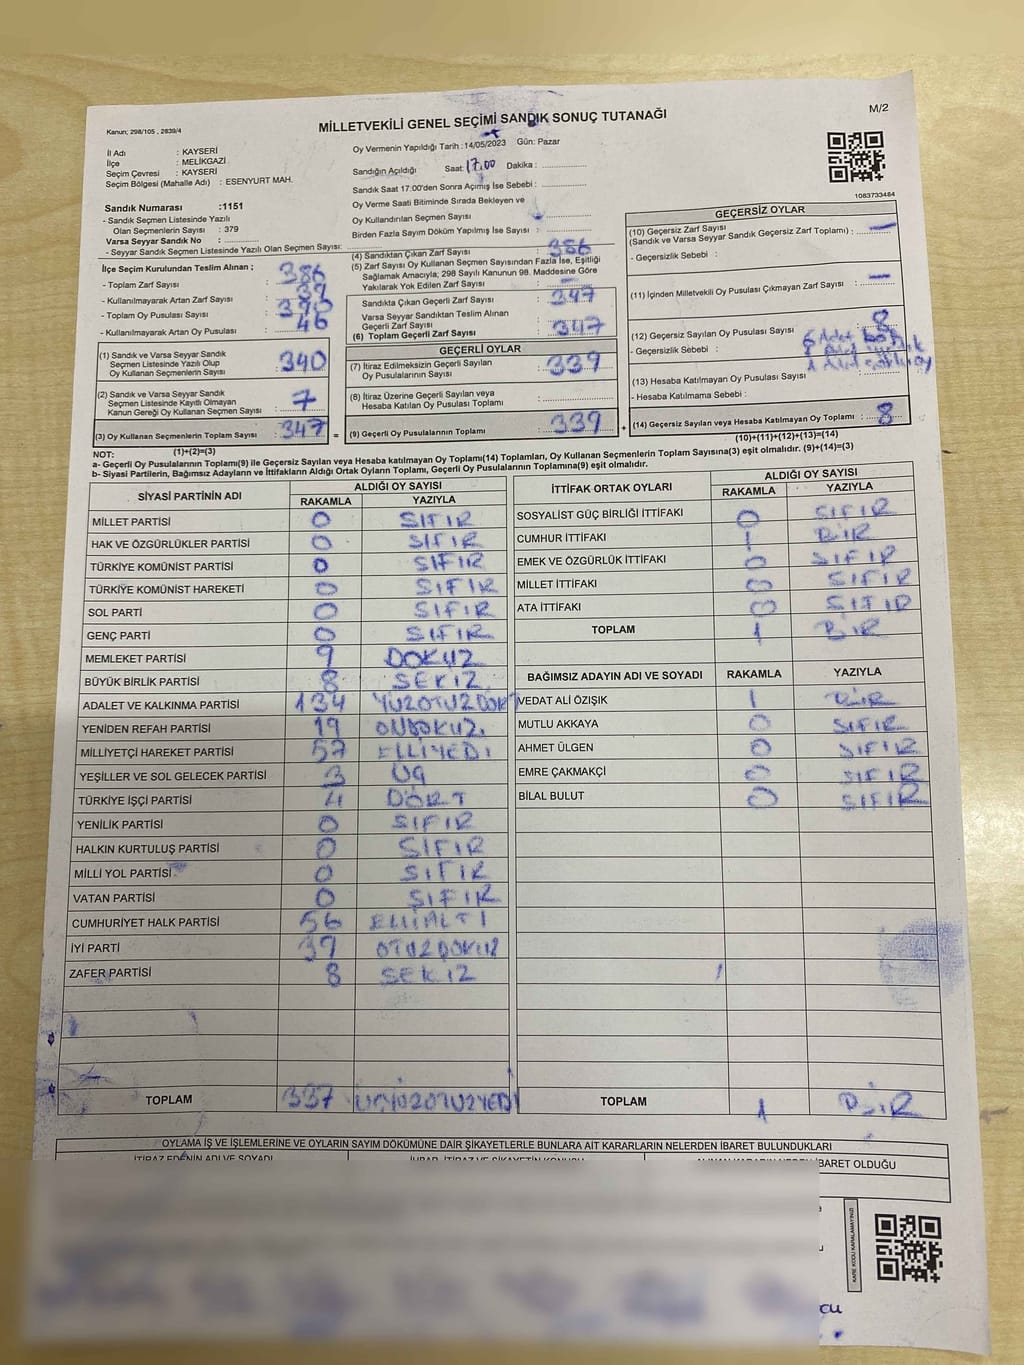 Kanun; 298/105 , 2839/4
MİLLETVEKİLİ GENEL SEÇİMİ SANDIK SONUÇ TUTANAĞI
M/2
İl Adı : KAYSERİ
İlçe : MELİKGAZİ
Seçim Çevresi : KAYSERİ
Seçim Bölgesi (Mahalle Adı) : ESENYURT MAH.
Sandık Numarası :1151
- Sandık Seçmen Listesinde Yazılı
Olan Seçmenlerin Sayısı : 379
Varsa Seyyar Sandık No :
- Seyyar Sandık Seçmen Listesinde Yazılı Olan Seçmen Sayısı:
Oy Vermenin Yapıldığı Tarih :14/05/2023 Gün: Pazar
Sandığın Açıldığı Saat: 17.00 Dakika :
Sandık Saat 17:00'den Sonra Açımış İse Sebebi :
Oy Verme Saati Bitiminde Sırada Bekleyen ve
Oy Kullandırılan Seçmen Sayısı :
Birden Fazla Sayım Döküm Yapılmış İse Sayısı :
1083733484
İlçe Seçim Kurulundan Teslim Alınan ;
- Toplam Zarf Sayısı : 386
- Kullanılmayarak Artan Zarf Sayısı : 39
- Toplam Oy Pusulası Sayısı :
- Kullanılmayarak Artan Oy Pusulası : 46
(1) Sandık ve Varsa Seyyar Sandık
Seçmen Listesinde Yazılı Olup
Oy Kullanan Seçmenlerin Sayısı : 340
(2) Sandık ve Varsa Seyyar Sandık
Seçmen Listesinde Kayıtlı Olmayan
Kanun Gereği Oy Kullanan Seçmen Sayısı : 7
(3) Oy Kullanan Seçmenlerin Toplam Sayısı : 347 =
(1)+(2)=(3)
(4) Sandıktan Çıkan Zarf Sayısı : 386
(5) Zarf Sayısı Oy Kullanan Seçmen Sayısından Fazla İse, Eşitliği
Sağlamak Amacıyla; 298 Sayılı Kanunun 98. Maddesine Göre
Yakılarak Yok Edilen Zarf Sayısı : —
Sandıkta Çıkan Geçerli Zarf Sayısı : 347
Varsa Seyyar Sandıktan Teslim Alınan
Geçerli Zarf Sayısı :
(6) Toplam Geçerli Zarf Sayısı : 347
GEÇERLİ OYLAR
(7) İtiraz Edilmeksizin Geçerli Sayılan
Oy Pusulalarının Sayısı : 339
(8) İtiraz Üzerine Geçerli Sayılan veya
Hesaba Katılan Oy Pusulası Toplamı :
(9) Geçerli Oy Pusulalarının Toplamı : 339 +
GEÇERSİZ OYLAR
(10) Geçersiz Zarf Sayısı
(Sandık ve Varsa Seyyar Sandık Geçersiz Zarf Toplamı) : —
- Geçersizlik Sebebi :
(11) İçinden Milletvekili Oy Pusulası Çıkmayan Zarf Sayısı : —
(12) Geçersiz Sayılan Oy Pusulası Sayısı : 8
- Geçersizlik Sebebi : 6 Adet boş
(13) Hesaba Katılmayan Oy Pusulası Sayısı :
- Hesaba Katılmama Sebebi :
(14) Geçersiz Sayılan veya Hesaba Katılmayan Oy Toplamı : 8
(10)+(11)+(12)+(13)=(14)
NOT:
a- Geçerli Oy Pusulalarının Toplamı(9) ile Geçersiz Sayılan veya Hesaba Katılmayan Oy Toplamı(14) Toplamları, Oy Kullanan Seçmenlerin Toplam Sayısına(3) eşit olmalıdır. (9)+(14)=(3)
b- Siyasi Partilerin, Bağımsız Adayların ve İttifakların Aldığı Ortak Oyların Toplamı, Geçerli Oy Pusulalarının Toplamına(9) eşit olmalıdır.
SİYASİ PARTİNİN ADI
ALDIĞI OY SAYISI
RAKAMLA YAZIYLA
MİLLET PARTİSİ 0 SIFIR
HAK VE ÖZGÜRLÜKLER PARTİSİ 0 SIFIR
TÜRKİYE KOMÜNİST PARTİSİ 0 SIFIR
TÜRKİYE KOMÜNİST HAREKETİ 0 SIFIR
SOL PARTİ 0 SIFIR
GENÇ PARTİ 0 SIFIR
MEMLEKET PARTİSİ 9 DOKUZ
BÜYÜK BİRLİK PARTİSİ 8 SEKİZ
ADALET VE KALKINMA PARTİSİ 134 YÜZOTUZDÖRT
YENİDEN REFAH PARTİSİ 19 ONDOKUZ
MİLLİYETÇİ HAREKET PARTİSİ 57 ELLİYEDİ
YEŞİLLER VE SOL GELECEK PARTİSİ 3 ÜÇ
TÜRKİYE İŞÇİ PARTİSİ 4 DÖRT
YENİLİK PARTİSİ 0 SIFIR
HALKIN KURTULUŞ PARTİSİ 0 SIFIR
MİLLİ YOL PARTİSİ 0 SIFIR
VATAN PARTİSİ 0 SIFIR
CUMHURİYET HALK PARTİSİ 56 ELLİALTI
İYİ PARTİ 39 OTUZDOKUZ
ZAFER PARTİSİ 8 SEKİZ
TOPLAM 337 ÜÇYÜZOTUZYEDİ
İTTİFAK ORTAK OYLARI
ALDIĞI OY SAYISI
RAKAMLA YAZIYLA
SOSYALİST GÜÇ BİRLİĞİ İTTİFAKI 0 SIFIR
CUMHUR İTTİFAKI 1 BİR
EMEK VE ÖZGÜRLÜK İTTİFAKI 0 SIFIR
MİLLET İTTİFAKI 0 SIFIR
ATA İTTİFAKI 0 SIFIR
TOPLAM 1 BİR
BAĞIMSIZ ADAYIN ADI VE SOYADI RAKAMLA YAZIYLA
VEDAT ALİ ÖZIŞIK 1 BİR
MUTLU AKKAYA 0 SIFIR
AHMET ÜLGEN 0 SIFIR
EMRE ÇAKMAKÇİ 0 SIFIR
BİLAL BULUT 0 SIFIR
TOPLAM 1 BİR
OYLAMA İŞ VE İŞLEMLERİNE VE OYLARIN SAYIM DÖKÜMÜNE DAİR ŞİKAYETLERLE BUNLARA AİT KARARLARIN NELERDEN İBARET BULUNDUKLARI
İTİRAZ EDENİN ADI VE SOYADI
İBARET OLDUĞU
KARE KODU KARALAMAYINIZ!